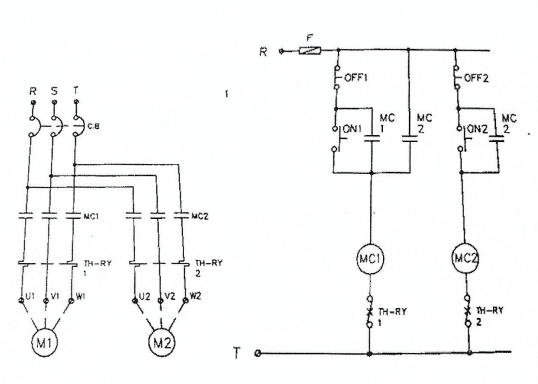 R S T
C.B
MC1
MC2
TH-RY
1
TH-RY
2
U1 V1 W1
U2 V2 W2
M1
M2
1
R
F
OFF1
OFF2
MC
1
MC
2
MC
2
ON1
ON2
MC1
MC2
TH-RY
1
TH-RY
2
T